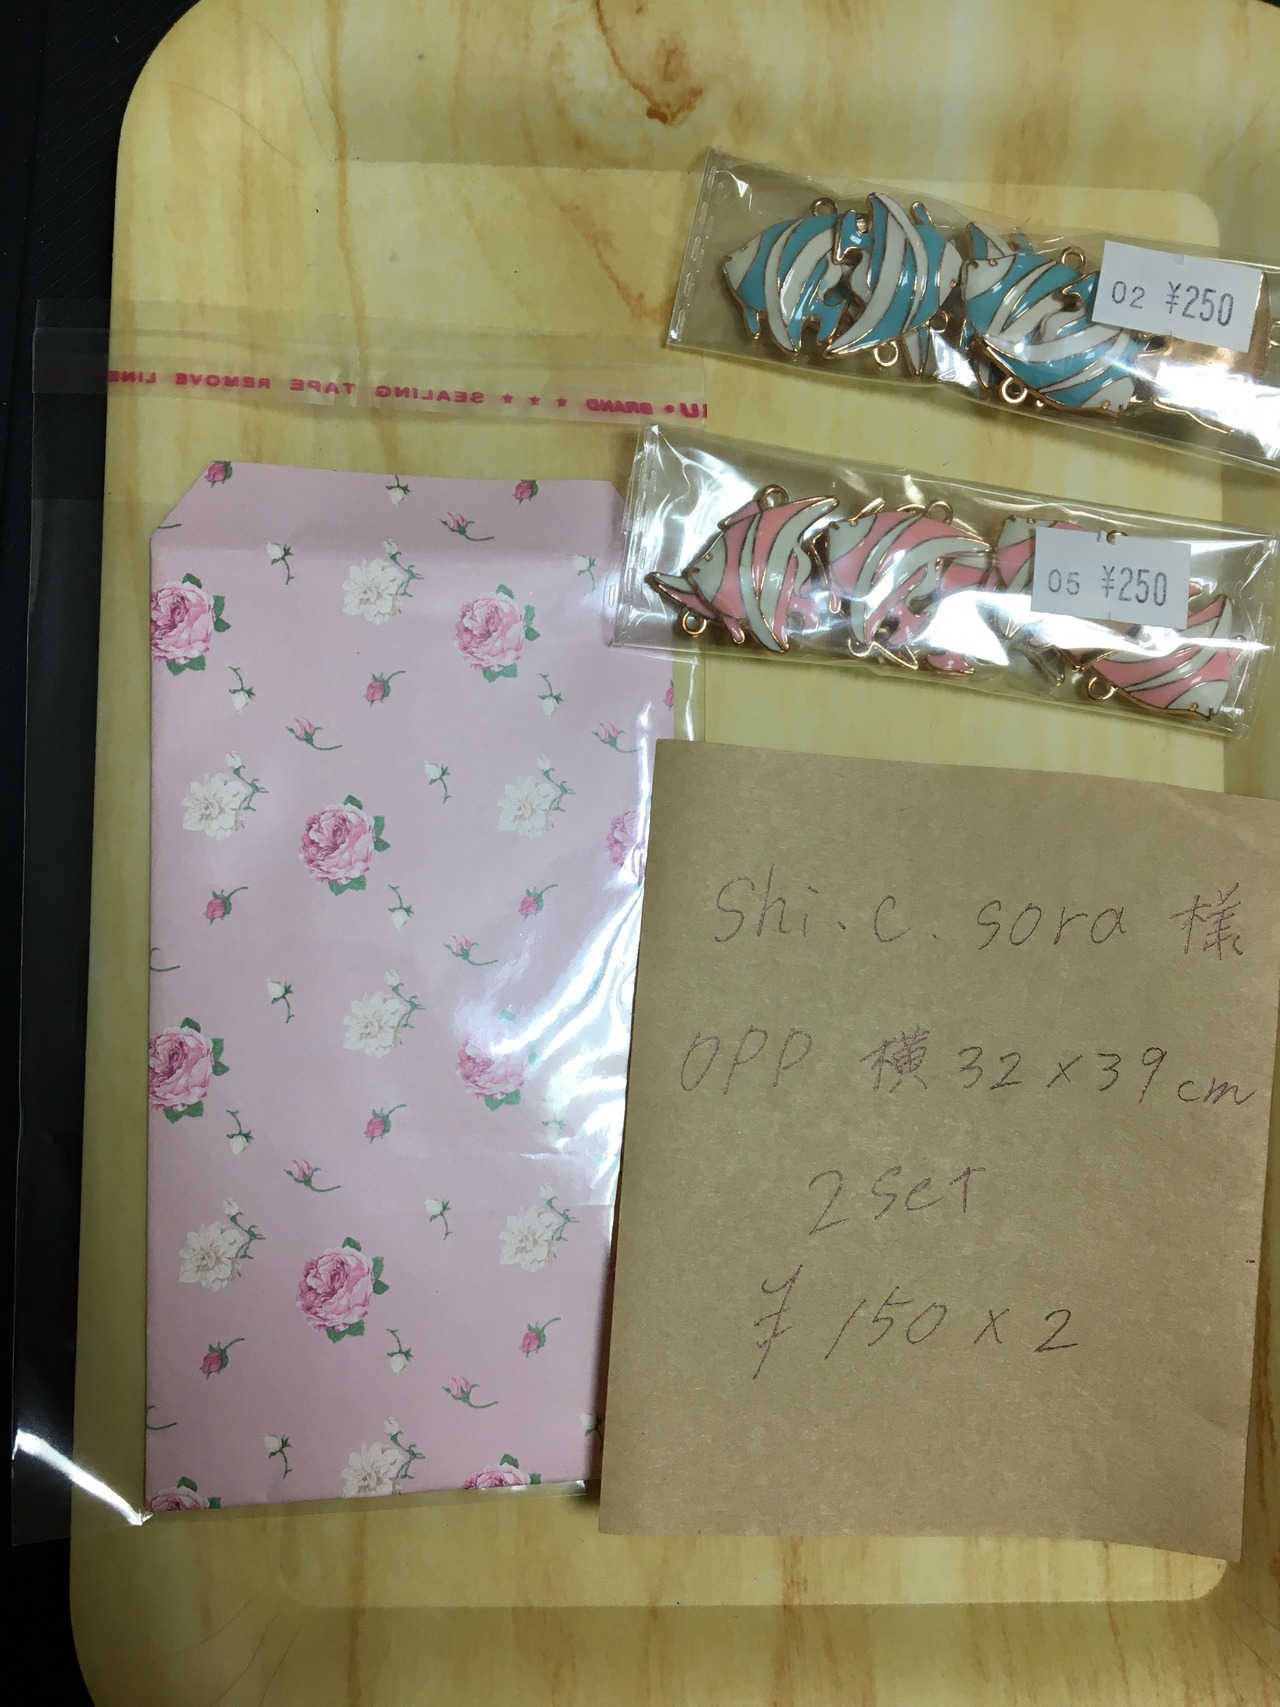 02 ¥250
U • BRAND ★ ★ ★ SEALING TAPE REMOVE
05 ¥250
Shi.c.sora 様
OPP 横32×39cm
2set
¥150×2